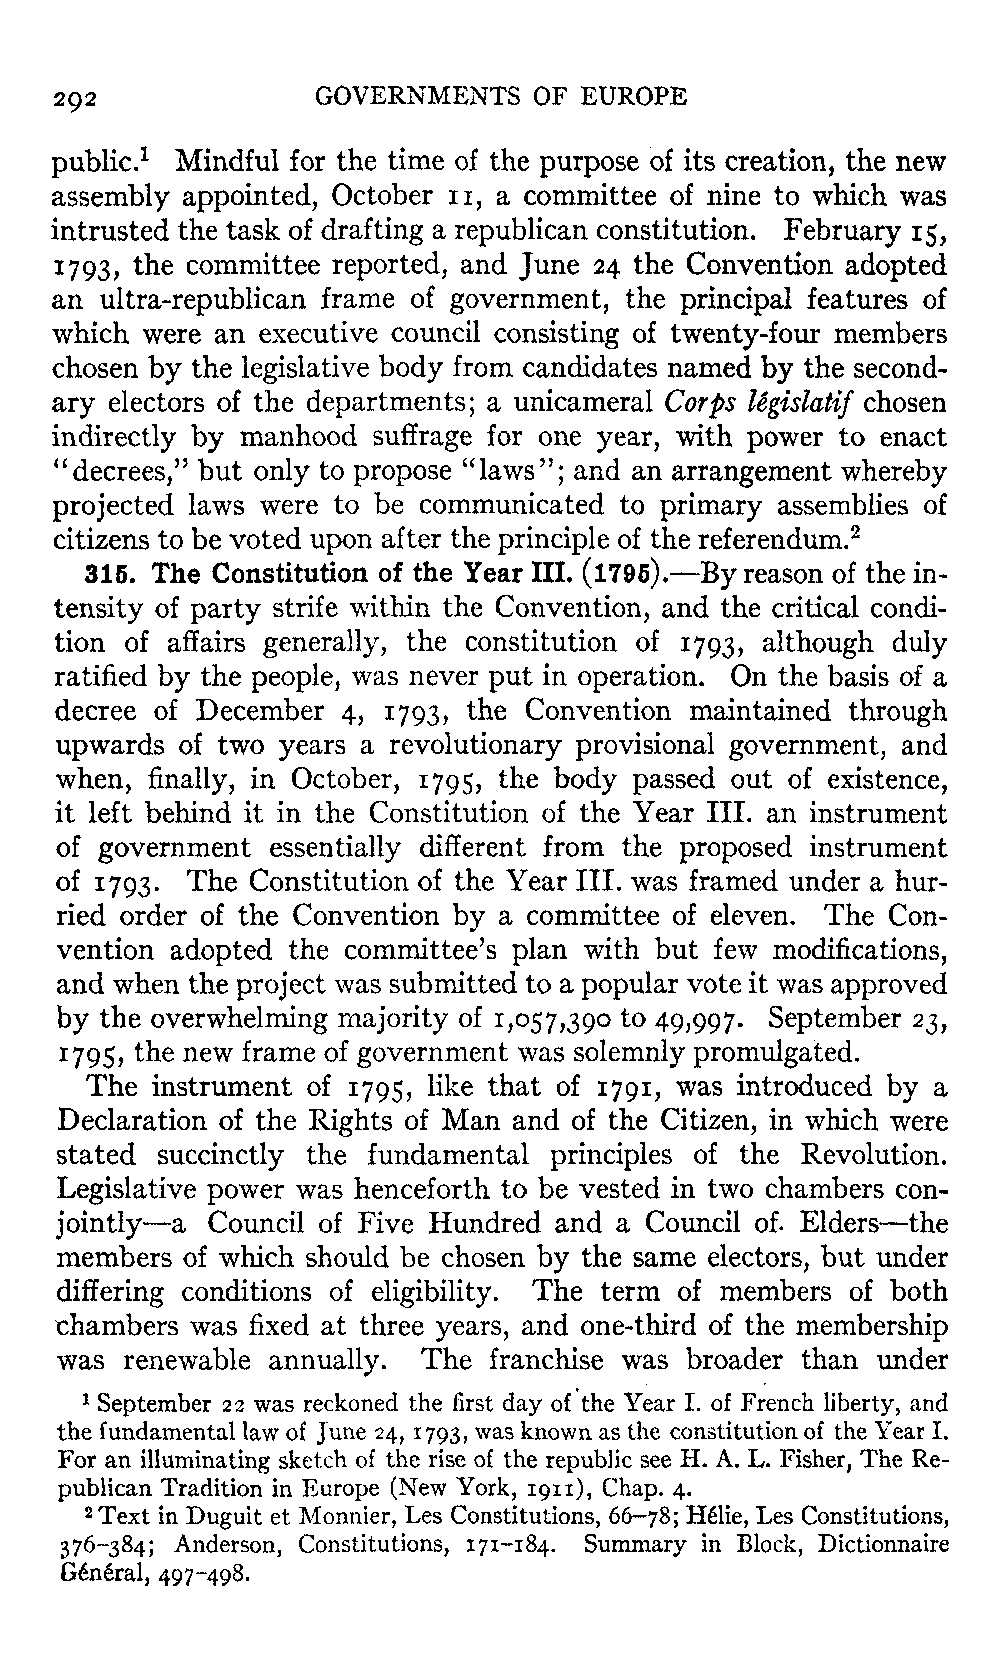 292 GOVERNMENTS OF EUROPE
public.¹ Mindful for the time of the purpose of its creation, the new
assembly appointed, October 11, a committee of nine to which was
intrusted the task of drafting a republican constitution. February 15,
1793, the committee reported, and June 24 the Convention adopted
an ultra-republican frame of government, the principal features of
which were an executive council consisting of twenty-four members
chosen by the legislative body from candidates named by the second-
ary electors of the departments; a unicameral Corps législatif chosen
indirectly by manhood suffrage for one year, with power to enact
“decrees,” but only to propose “laws”; and an arrangement whereby
projected laws were to be communicated to primary assemblies of
citizens to be voted upon after the principle of the referendum.²
315. The Constitution of the Year III. (1795).—By reason of the in-
tensity of party strife within the Convention, and the critical condi-
tion of affairs generally, the constitution of 1793, although duly
ratified by the people, was never put in operation. On the basis of a
decree of December 4, 1793, the Convention maintained through
upwards of two years a revolutionary provisional government, and
when, finally, in October, 1795, the body passed out of existence,
it left behind it in the Constitution of the Year III. an instrument
of government essentially different from the proposed instrument
of 1793. The Constitution of the Year III. was framed under a hur-
ried order of the Convention by a committee of eleven. The Con-
vention adopted the committee’s plan with but few modifications,
and when the project was submitted to a popular vote it was approved
by the overwhelming majority of 1,057,390 to 49,997. September 23,
1795, the new frame of government was solemnly promulgated.
The instrument of 1795, like that of 1791, was introduced by a
Declaration of the Rights of Man and of the Citizen, in which were
stated succinctly the fundamental principles of the Revolution.
Legislative power was henceforth to be vested in two chambers con-
jointly—a Council of Five Hundred and a Council of. Elders—the
members of which should be chosen by the same electors, but under
differing conditions of eligibility. The term of members of both
chambers was fixed at three years, and one-third of the membership
was renewable annually. The franchise was broader than under
¹ September 22 was reckoned the first day of the Year I. of French liberty, and
the fundamental law of June 24, 1793, was known as the constitution of the Year I.
For an illuminating sketch of the rise of the republic see H. A. L. Fisher, The Re-
publican Tradition in Europe (New York, 1911), Chap. 4.
² Text in Duguit et Monnier, Les Constitutions, 66–78; Hélie, Les Constitutions,
376–384; Anderson, Constitutions, 171–184. Summary in Block, Dictionnaire
Général, 497–498.